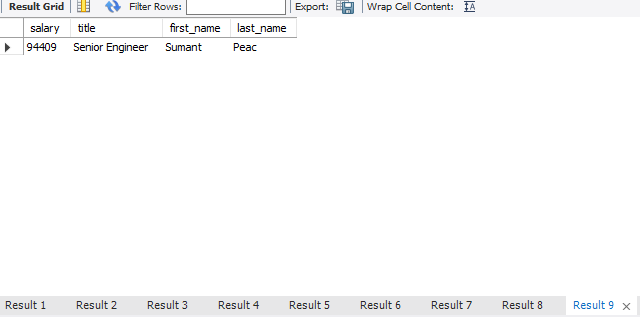 Result Grid Filter Rows: Export: Wrap Cell Content:
salary title first_name last_name
94409 Senior Engineer Sumant Peac
Result 1 Result 2 Result 3 Result 4 Result 5 Result 6 Result 7 Result 8 Result 9